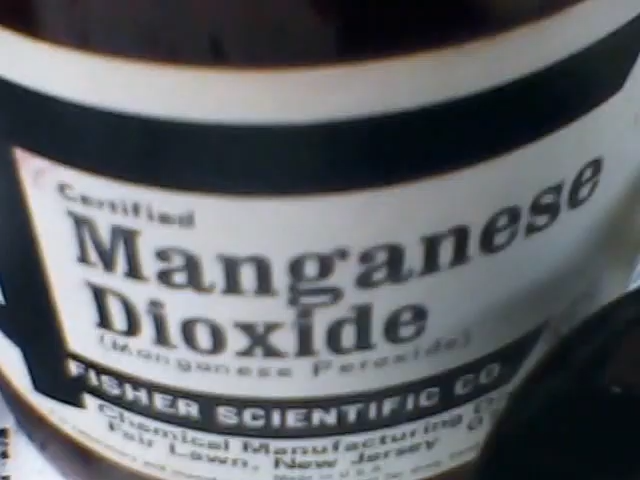 Certified
Manganese
Dioxide
(Manganese Peroxide)
FISHER SCIENTIFIC CO.
Chemical Manufacturing
Fair Lawn, New Jersey